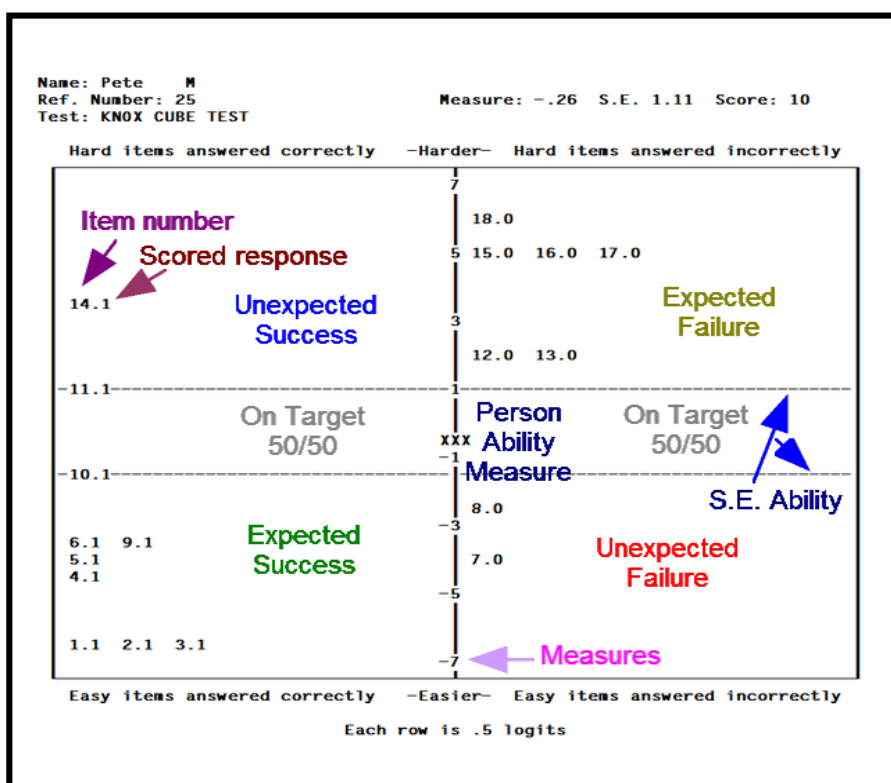 Name: Pete M
Ref. Number: 25 Measure: -.26 S.E. 1.11 Score: 10
Test: KNOX CUBE TEST
Hard items answered correctly -Harder- Hard items answered incorrectly
7
18.0
Item number
5 15.0 16.0 17.0
Scored response
14.1
Unexpected
Success
Expected
Failure
3
12.0 13.0
-11.1----1----
On Target
50/50
Person
Ability
Measure
On Target
50/50
XXX
-1
-10.1----
S.E. Ability
8.0
-3
6.1 9.1
5.1
4.1
Expected
Success
7.0
Unexpected
Failure
-5
1.1 2.1 3.1
-7
Measures
Easy items answered correctly -Easier- Easy items answered incorrectly
Each row is .5 logits